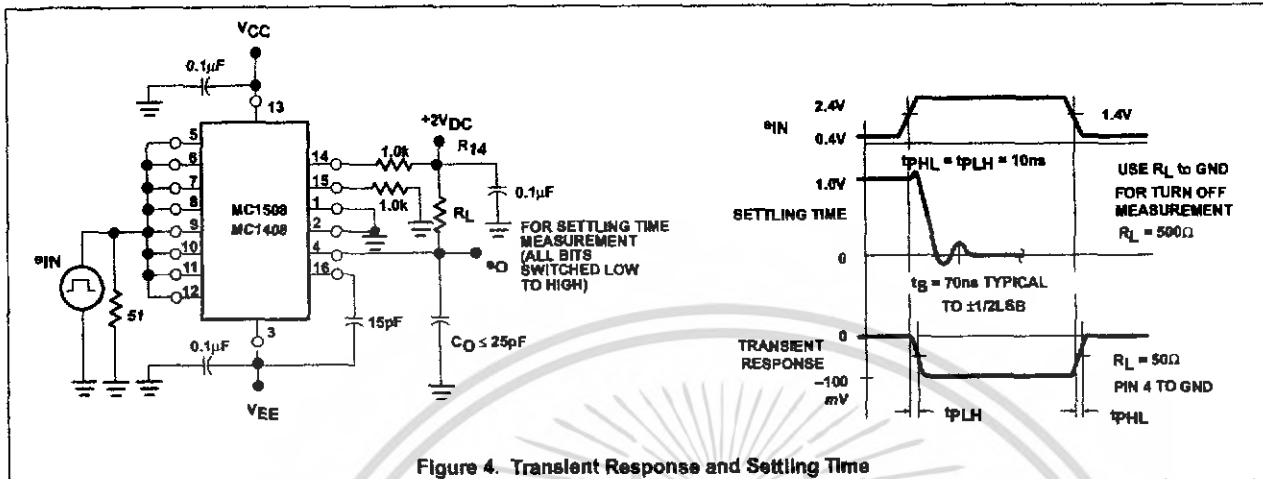 VCC
0.1µF
13
5
6
7
8
9
10
11
12
MC1508
MC1408
14
15
1
2
4
16
3
+2VDC
R14
1.0k
1.0k
0.1µF
RL
FOR SETTLING TIME
MEASUREMENT
(ALL BITS
SWITCHED LOW
TO HIGH)
eO
eIN
51
15pF
CO ≤ 25pF
0.1µF
VEE
eIN
2.4V
0.4V
1.4V
tPHL = tPLH = 10ns
1.0V
SETTLING TIME
0
USE RL to GND
FOR TURN OFF
MEASUREMENT
RL = 500Ω
tS = 70ns TYPICAL
TO ±1/2LSB
TRANSIENT
RESPONSE
0
–100
mV
RL = 50Ω
PIN 4 TO GND
tPLH
tPHL
Figure 4. Transient Response and Settling Time